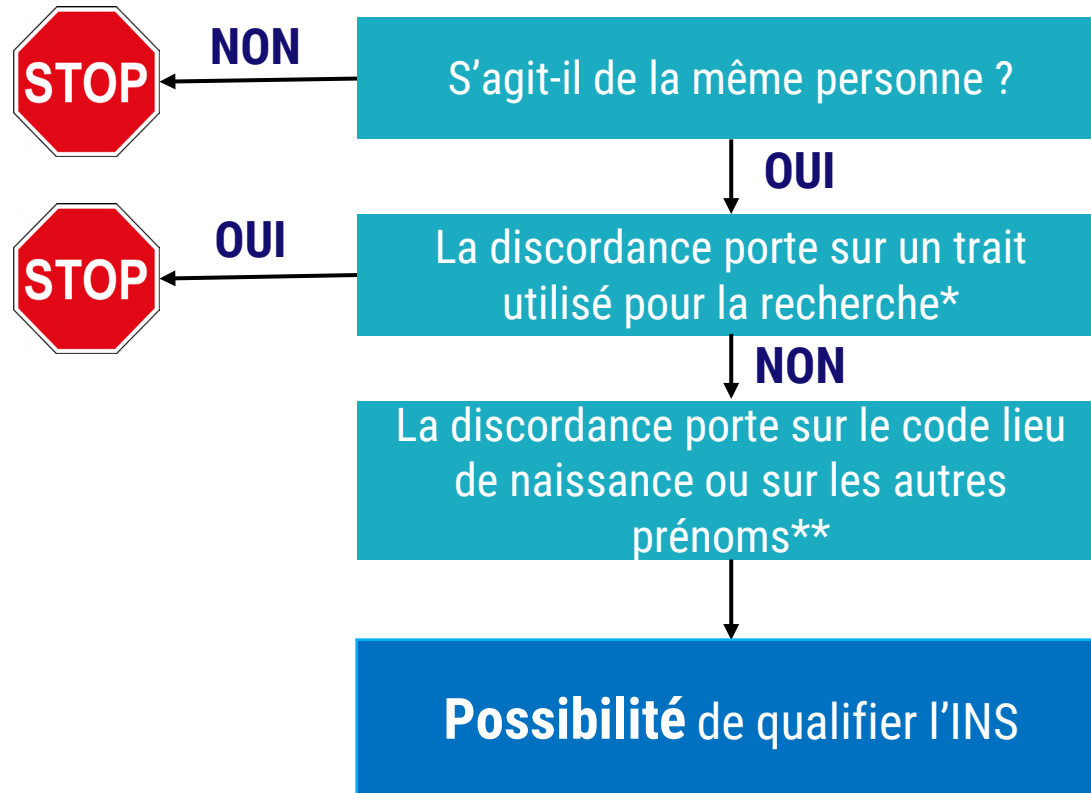 STOP
NON
S’agit-il de la même personne ?
OUI
STOP
OUI
La discordance porte sur un trait
utilisé pour la recherche*
NON
La discordance porte sur le code lieu
de naissance ou sur les autres
prénoms**
Possibilité de qualifier l’INS